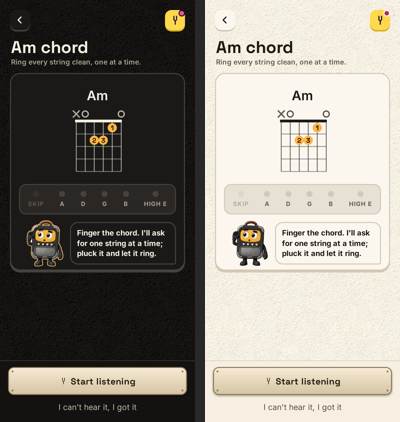 Am chord
Ring every string clean, one at a time.
Am
X O O
1
2 3
SKIP A D G B HIGH E
Finger the chord. I'll ask
for one string at a time;
pluck it and let it ring.
Start listening
I can't hear it, I got it
Am chord
Ring every string clean, one at a time.
Am
X O O
1
2 3
SKIP A D G B HIGH E
Finger the chord. I'll ask
for one string at a time;
pluck it and let it ring.
Start listening
I can't hear it, I got it